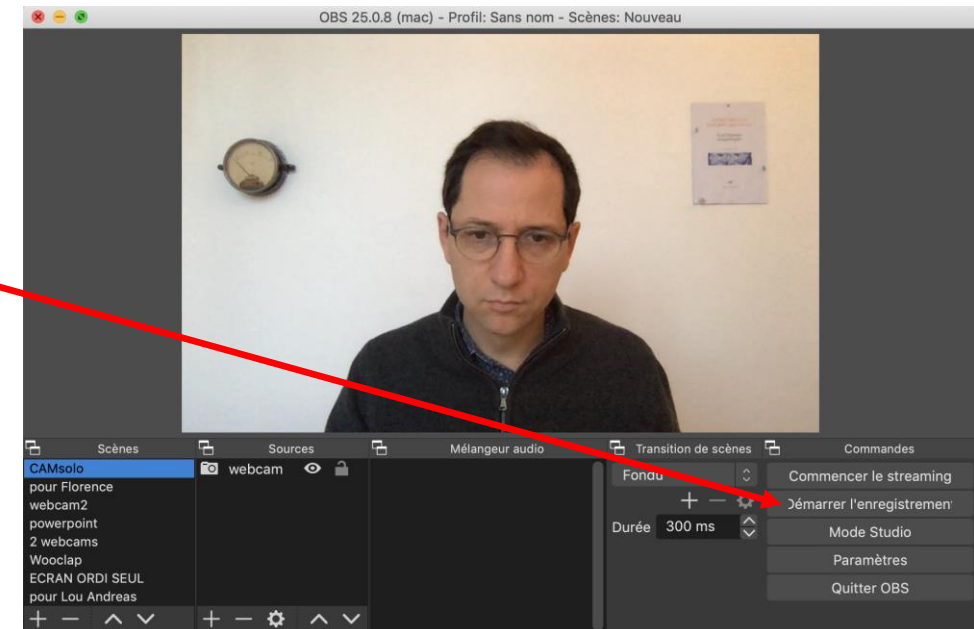 OBS 25.0.8 (mac) - Profil: Sans nom - Scènes: Nouveau
Scènes
CAMsolo
pour Florence
webcam2
powerpoint
2 webcams
Wooclap
ECRAN ORDI SEUL
pour Lou Andreas
Sources
webcam
Mélangeur audio
Transition de scènes
Fondu
Durée 300 ms
Commandes
Commencer le streaming
Démarrer l'enregistremen
Mode Studio
Paramètres
Quitter OBS